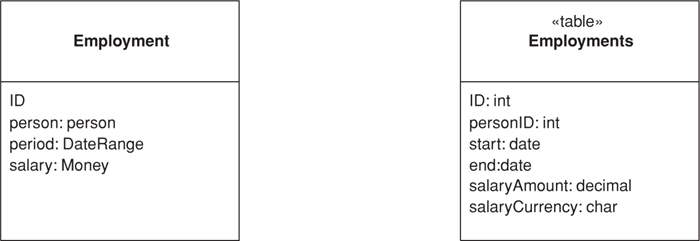 Employment
ID
person: person
period: DateRange
salary: Money
«table»
Employments
ID: int
personID: int
start: date
end:date
salaryAmount: decimal
salaryCurrency: char